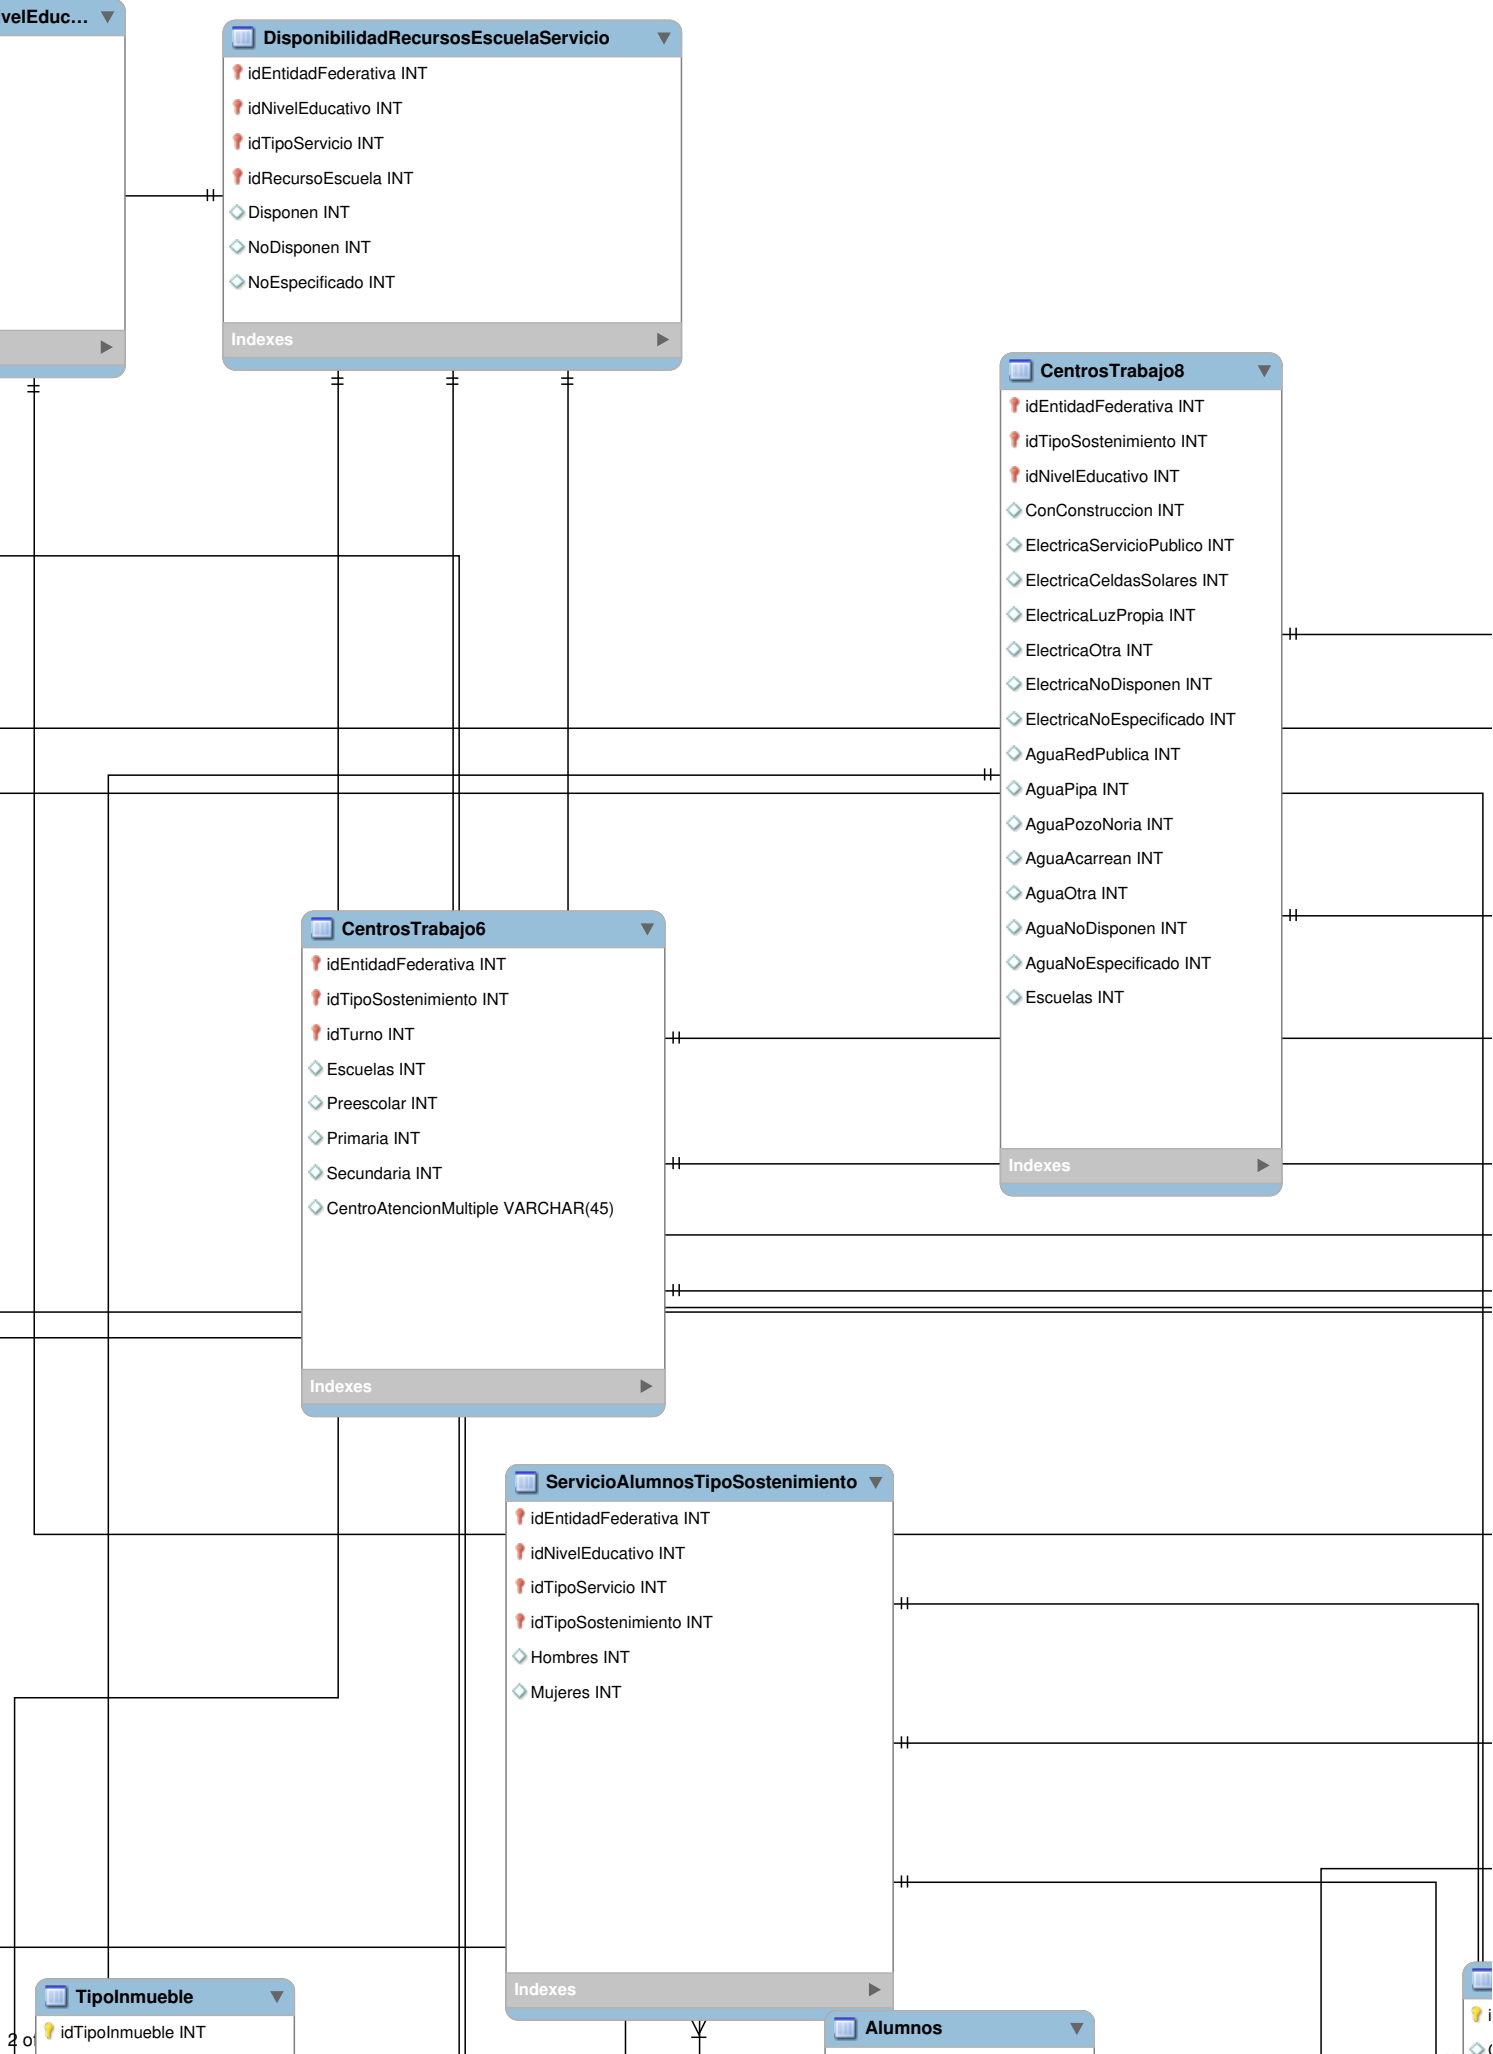 velEduc...
DisponibilidadRecursosEscuelaServicio
idEntidadFederativa INT
idNivelEducativo INT
idTipoServicio INT
idRecursoEscuela INT
Disponen INT
NoDisponen INT
NoEspecificado INT
Indexes
CentrosTrabajo8
idEntidadFederativa INT
idTipoSostenimiento INT
idNivelEducativo INT
ConConstruccion INT
ElectricaServicioPublico INT
ElectricaCeldasSolares INT
ElectricaLuzPropia INT
ElectricaOtra INT
ElectricaNoDisponen INT
ElectricaNoEspecificado INT
AguaRedPublica INT
AguaPipa INT
AguaPozoNoria INT
AguaAcarrean INT
AguaOtra INT
AguaNoDisponen INT
AguaNoEspecificado INT
Escuelas INT
Indexes
CentrosTrabajo6
idEntidadFederativa INT
idTipoSostenimiento INT
idTurno INT
Escuelas INT
Preescolar INT
Primaria INT
Secundaria INT
CentroAtencionMultiple VARCHAR(45)
Indexes
ServicioAlumnosTipoSostenimiento
idEntidadFederativa INT
idNivelEducativo INT
idTipoServicio INT
idTipoSostenimiento INT
Hombres INT
Mujeres INT
Indexes
TipoInmueble
idTipoInmueble INT
Alumnos
2 of